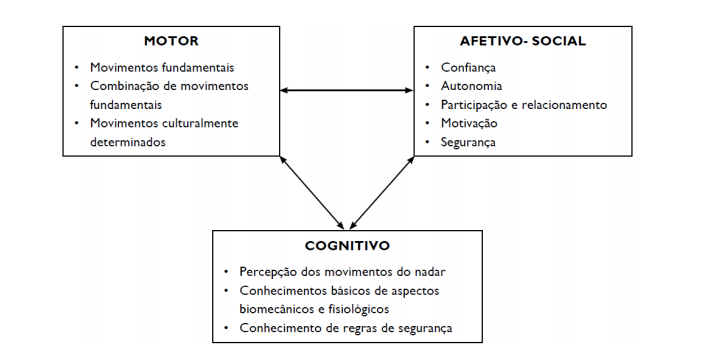 MOTOR
• Movimentos fundamentais
• Combinação de movimentos
fundamentais
• Movimentos culturalmente
determinados
AFETIVO- SOCIAL
• Confiança
• Autonomia
• Participação e relacionamento
• Motivação
• Segurança
COGNITIVO
• Percepção dos movimentos do nadar
• Conhecimentos básicos de aspectos
biomecânicos e fisiológicos
• Conhecimento de regras de segurança